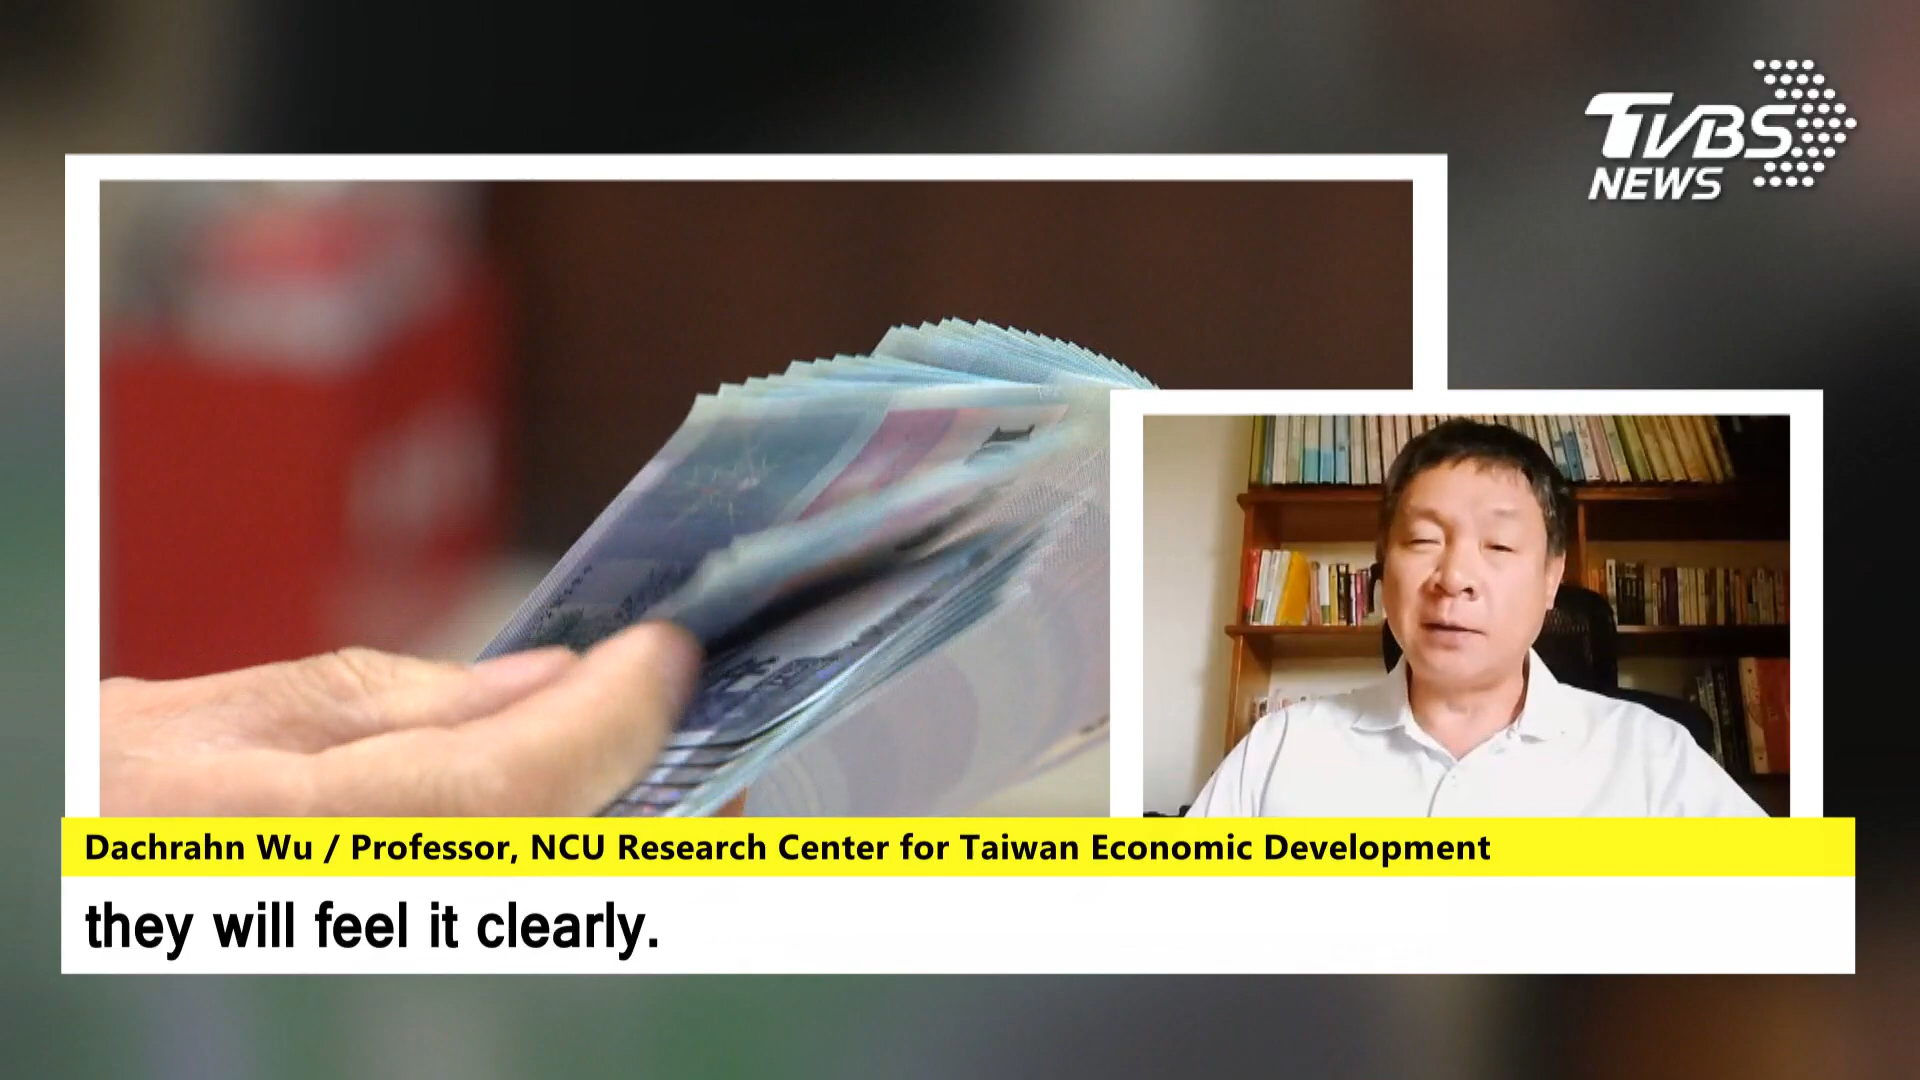 TVBS
NEWS
Dachrahn Wu / Professor, NCU Research Center for Taiwan Economic Development
they will feel it clearly.